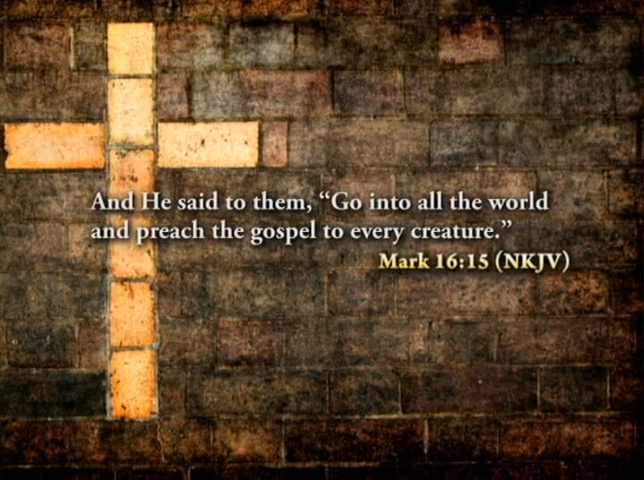 And He said to them, “Go into all the world
and preach the gospel to every creature.”
Mark 16:15 (NKJV)